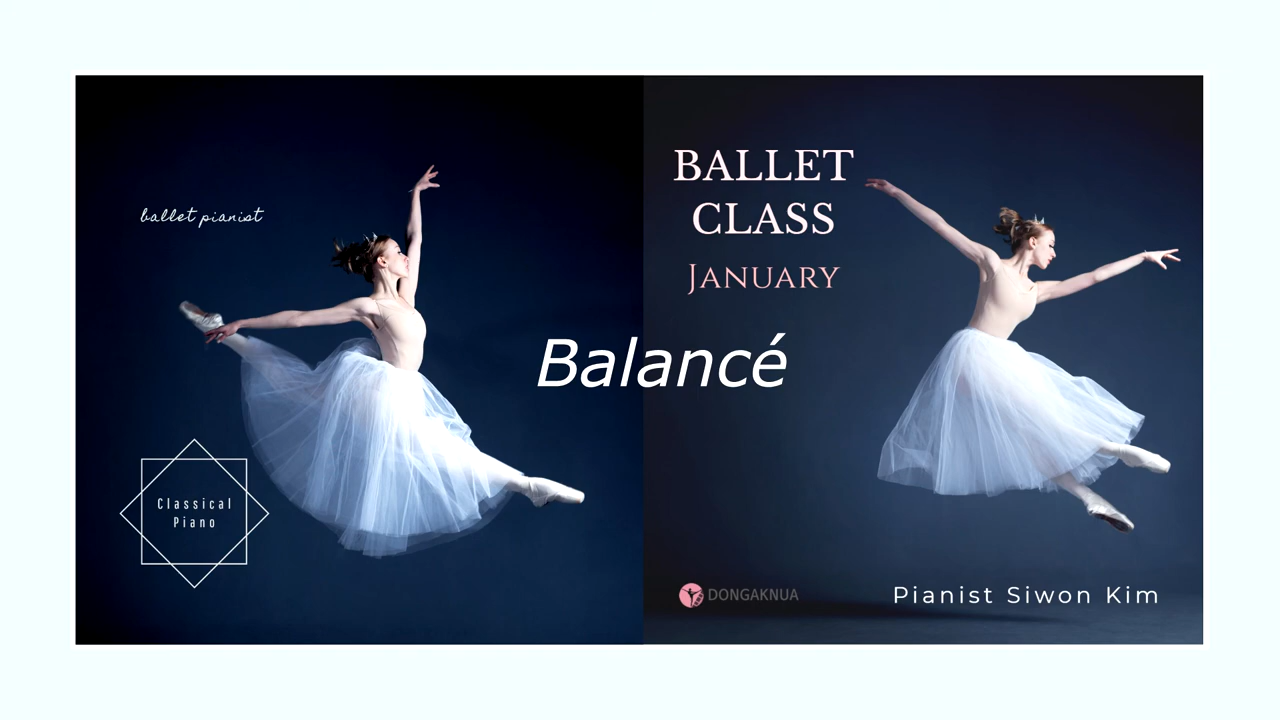 ballet pianist
Classical
Piano
Balancé
BALLET
CLASS
JANUARY
DONGAKNUA
Pianist Siwon Kim